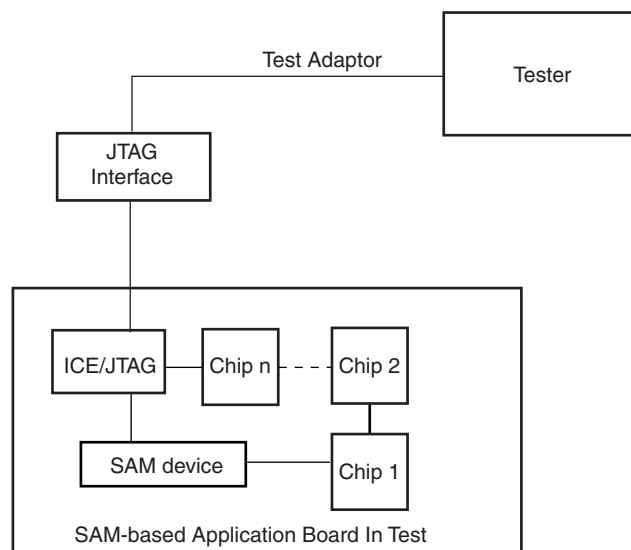 Test Adaptor
Tester
JTAG
Interface
ICE/JTAG
Chip n
Chip 2
SAM device
Chip 1
SAM-based Application Board In Test